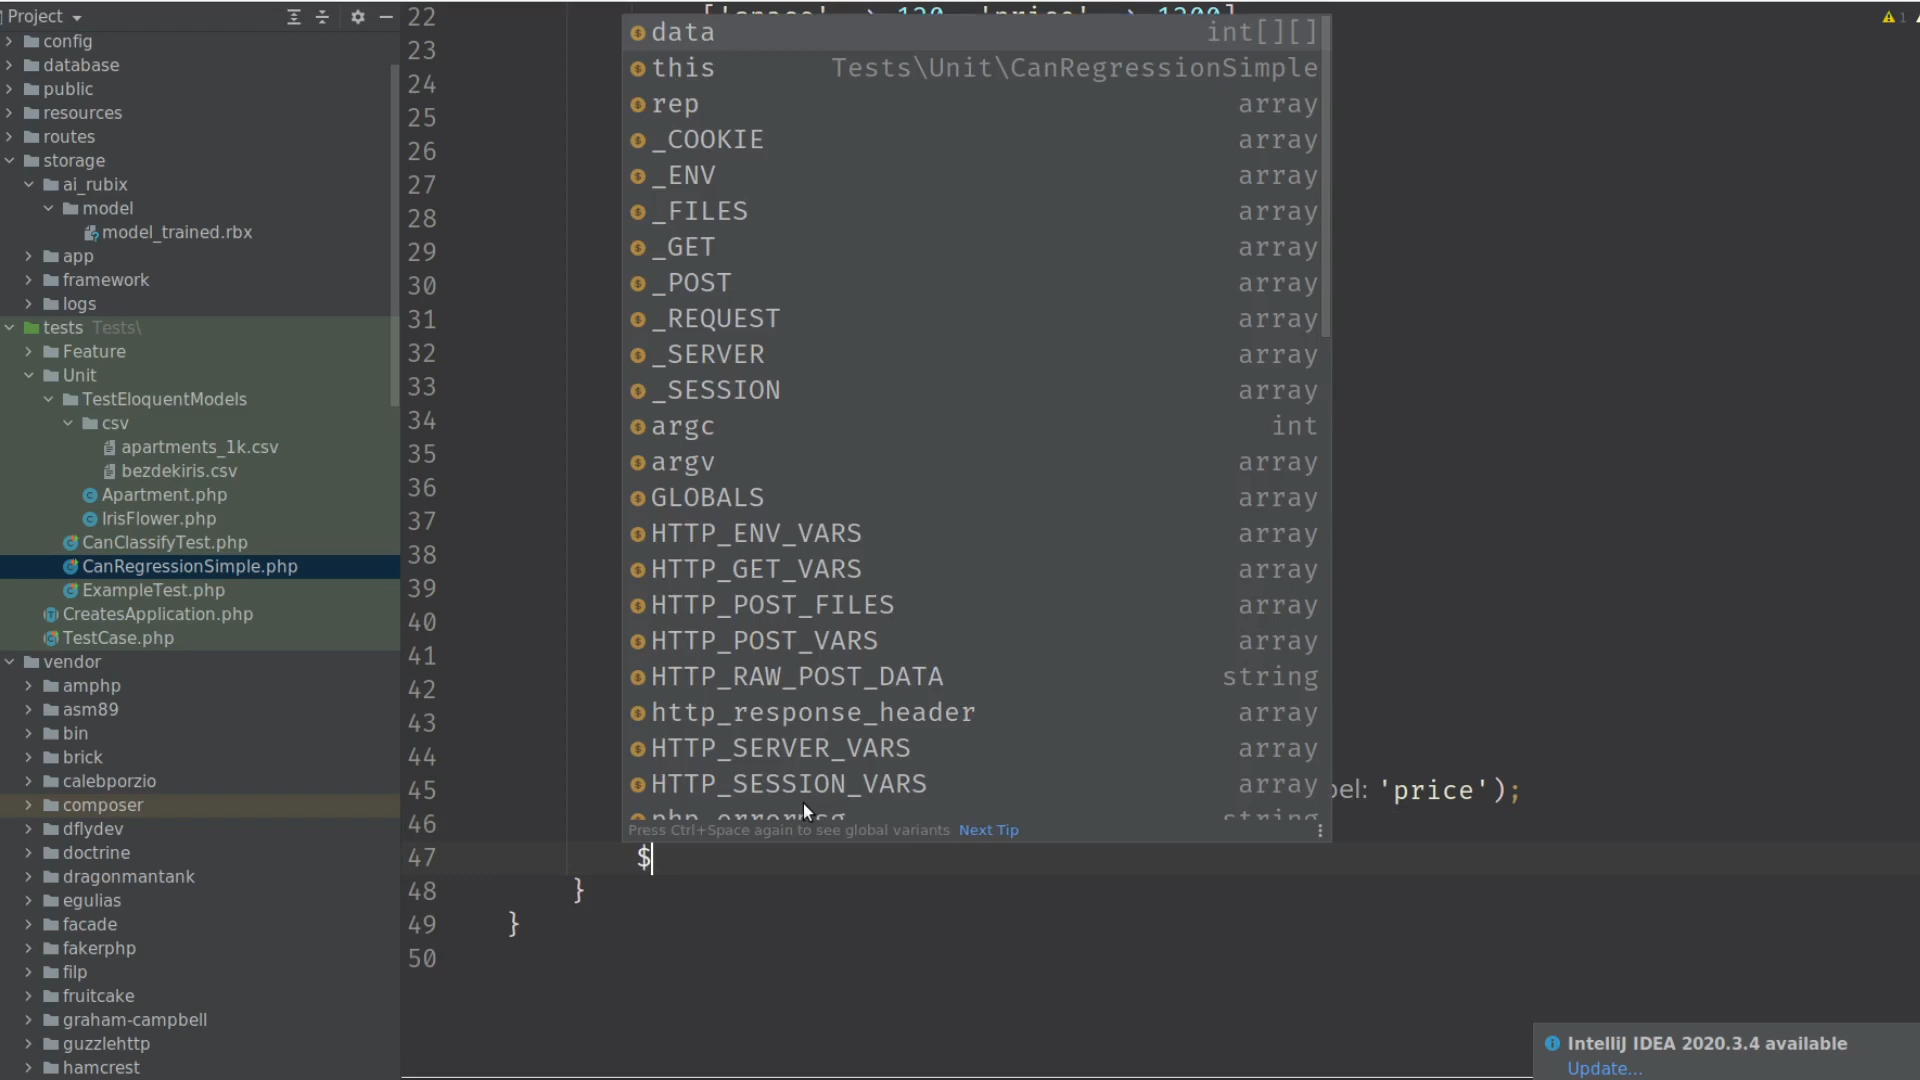 Project
config
database
public
resources
routes
storage
ai_rubix
model
model_trained.rbx
app
framework
logs
tests Tests\
Feature
Unit
TestEloquentModels
csv
apartments_1k.csv
bezdekiris.csv
Apartment.php
IrisFlower.php
CanClassifyTest.php
CanRegressionSimple.php
ExampleTest.php
CreatesApplication.php
TestCase.php
vendor
amphp
asm89
bin
brick
calebporzio
composer
dflydev
doctrine
dragonmantank
egulias
facade
fakerphp
filp
fruitcake
graham-campbell
guzzlehttp
hamcrest
22
23
24
25
26
27
28
29
30
31
32
33
34
35
36
37
38
39
40
41
42
43
44
45 bel: 'price');
46
47 $
48 }
49 }
50
data int[][]
this Tests\Unit\CanRegressionSimple
rep array
_COOKIE array
_ENV array
_FILES array
_GET array
_POST array
_REQUEST array
_SERVER array
_SESSION array
argc int
argv array
GLOBALS array
HTTP_ENV_VARS array
HTTP_GET_VARS array
HTTP_POST_FILES array
HTTP_POST_VARS array
HTTP_RAW_POST_DATA string
http_response_header array
HTTP_SERVER_VARS array
HTTP_SESSION_VARS array
Press Ctrl+Space again to see global variants Next Tip
1
IntelliJ IDEA 2020.3.4 available
Update...